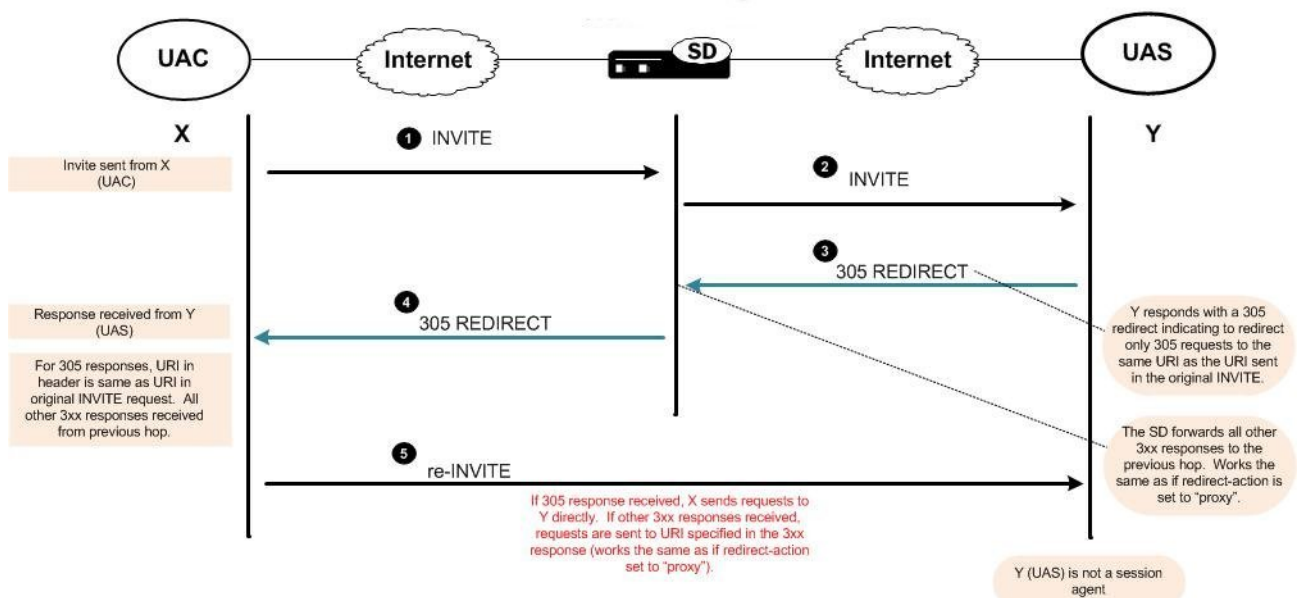 UAC
Internet
SD
Internet
UAS
X
Y
1 INVITE
Invite sent from X
(UAC)
2 INVITE
3
305 REDIRECT
4
305 REDIRECT
Response received from Y
(UAS)
For 305 responses, URI in
header is same as URI in
original INVITE request. All
other 3xx responses received
from previous hop.
Y responds with a 305
redirect indicating to redirect
only 305 requests to the
same URI as the URI sent
in the original INVITE.
The SD forwards all other
3xx responses to the
previous hop. Works the
same as if redirect-action is
set to “proxy”.
5
re-INVITE
If 305 response received, X sends requests to
Y directly. If other 3xx responses received,
requests are sent to URI specified in the 3xx
response (works the same as if redirect-action
set to “proxy”).
Y (UAS) is not a session
agent